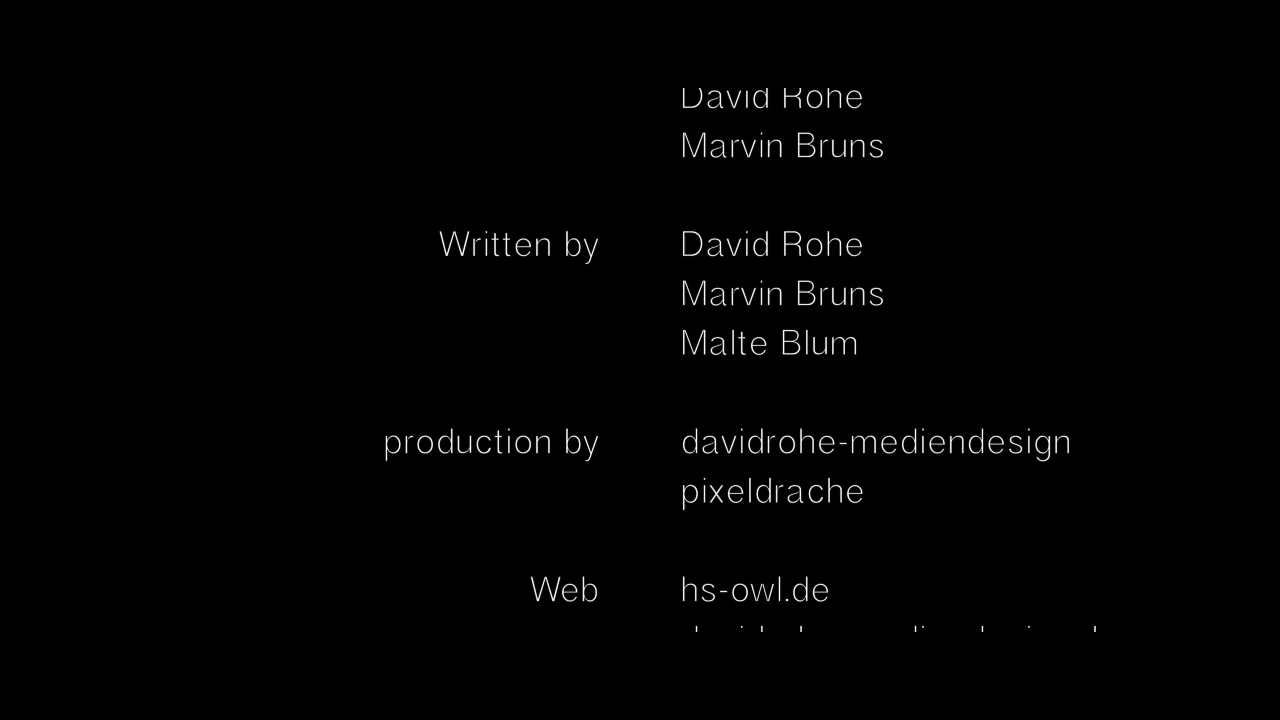 David Rohe
Marvin Bruns
Written by David Rohe
Marvin Bruns
Malte Blum
production by davidrohe-mediendesign
pixeldrache
Web hs-owl.de